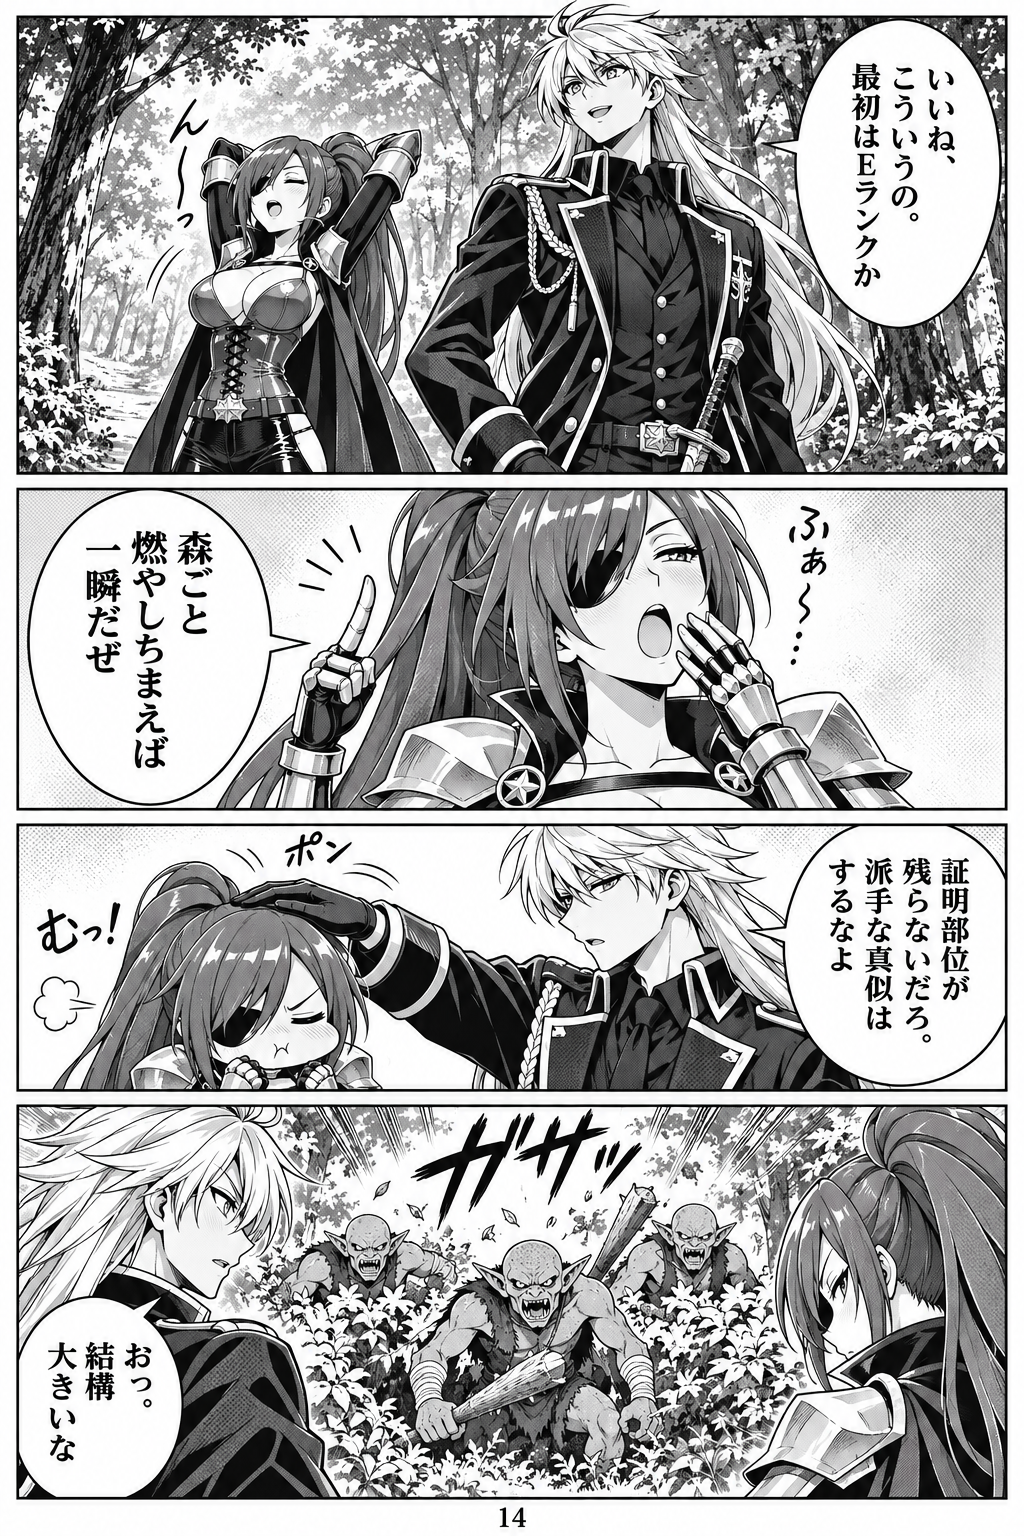 いいね、
こういうの。
最初はEランクか
ん〜っ
ふぁ〜…
森ごと
燃やしちまえば
一瞬だぜ
証明部位が
残らないだろ。
派手な真似は
するなよ
ポン
むっ!
ガサッ
おっ。
結構
大きいな
14